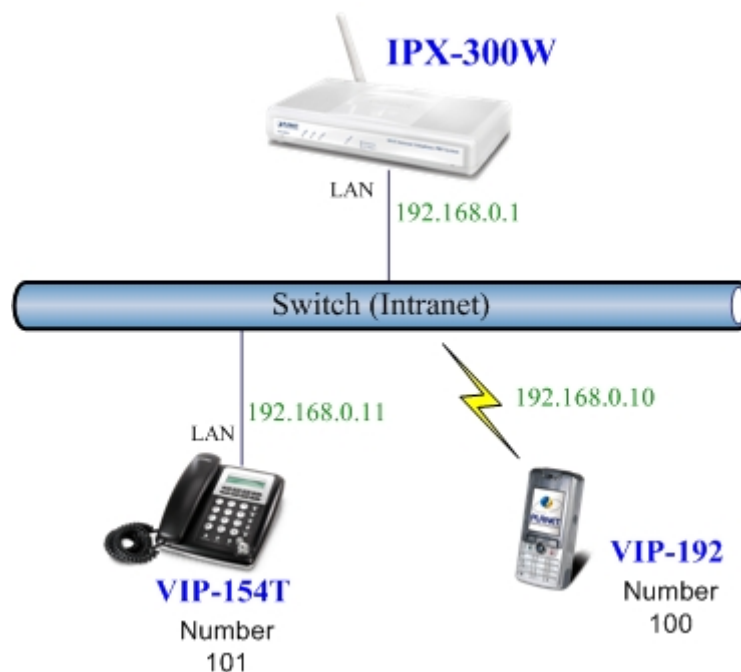 IPX-300W
LAN
192.168.0.1
Switch (Intranet)
LAN
192.168.0.11
192.168.0.10
PLANET
VIP-154T
Number
101
VIP-192
Number
100